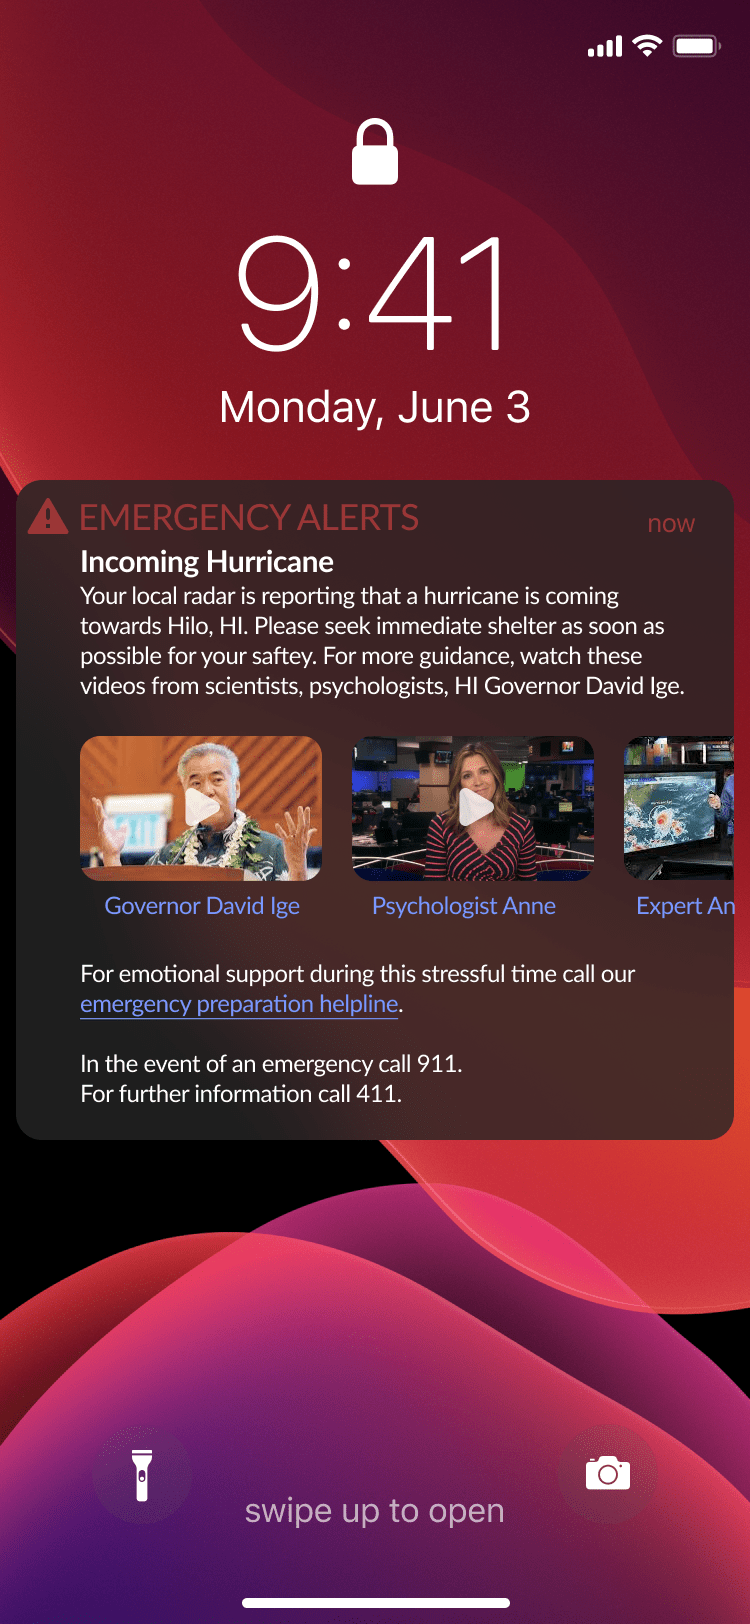 9:41
Monday, June 3
EMERGENCY ALERTS
now
Incoming Hurricane
Your local radar is reporting that a hurricane is coming
towards Hilo, HI. Please seek immediate shelter as soon as
possible for your saftey. For more guidance, watch these
videos from scientists, psychologists, HI Governor David Ige.
Governor David Ige
Psychologist Anne
Expert An
For emotional support during this stressful time call our
emergency preparation helpline.
In the event of an emergency call 911.
For further information call 411.
swipe up to open